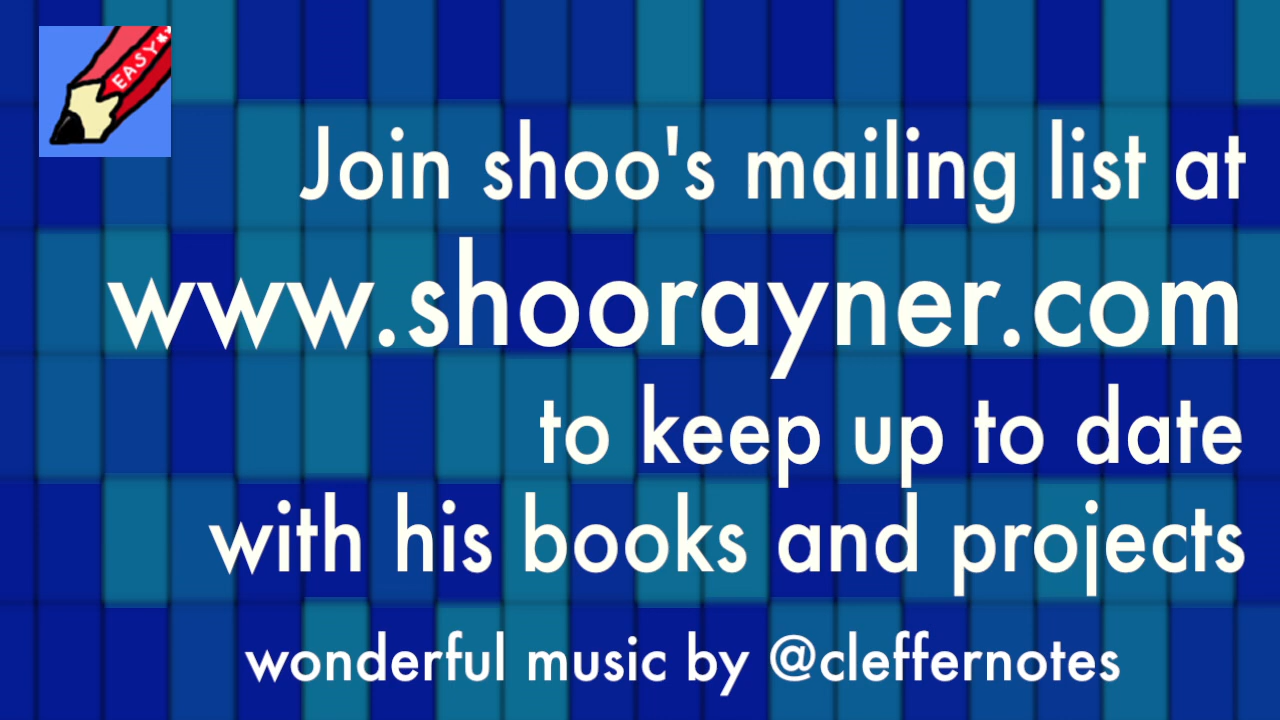 EASY
Join shoo's mailing list at
www.shoorayner.com
to keep up to date
with his books and projects
wonderful music by @cleffernotes